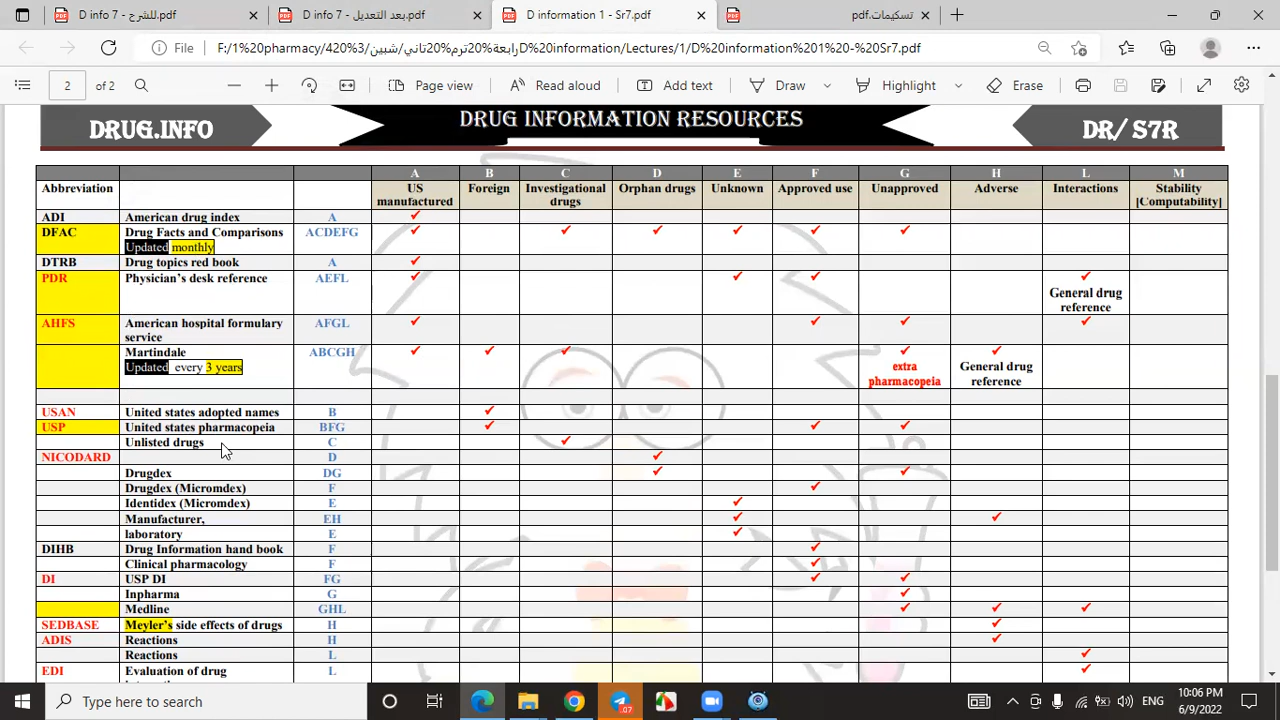 D info 7 - للشرح.pdf
D info 7 - بعد التعديل.pdf
D information 1 - Sr7.pdf
تسكيمات.pdf
File
F:/1%20pharmacy/420%3/رابعة%20ترم%20تاني/شبين%20D%20information/Lectures/1/D%20information%201%20-%20Sr7.pdf
2 of 2
Page view
Read aloud
Add text
Draw
Highlight
Erase
DRUG.INFO
DRUG INFORMATION RESOURCES
DR/ S7R
A B C D E F G H L M
Abbreviation US manufactured Foreign Investigational drugs Orphan drugs Unknown Approved use Unapproved Adverse Interactions Stability [Computability]
ADI American drug index A ✓
DFAC Drug Facts and Comparisons Updated monthly ACDEFG ✓ ✓ ✓ ✓ ✓ ✓
DTRB Drug topics red book A ✓
PDR Physician's desk reference AEFL ✓ ✓ ✓ ✓ General drug reference
AHFS American hospital formulary service AFGL ✓ ✓ ✓ ✓
Martindale Updated every 3 years ABCGH ✓ ✓ ✓ ✓ extra pharmacopeia ✓ General drug reference
USAN United states adopted names B ✓
USP United states pharmacopeia BFG ✓ ✓ ✓
Unlisted drugs C ✓
NICODARD D ✓
Drugdex DG ✓ ✓
Drugdex (Micromdex) F ✓
Identidex (Micromdex) E ✓
Manufacturer, EH ✓ ✓
laboratory E ✓
DIHB Drug Information hand book F ✓
Clinical pharmacology F ✓
DI USP DI FG ✓ ✓
Inpharma G ✓
Medline GHL ✓ ✓ ✓
SEDBASE Meyler's side effects of drugs H ✓
ADIS Reactions H ✓
Reactions L ✓
EDI Evaluation of drug L ✓
Type here to search
07
ENG
10:06 PM
6/9/2022